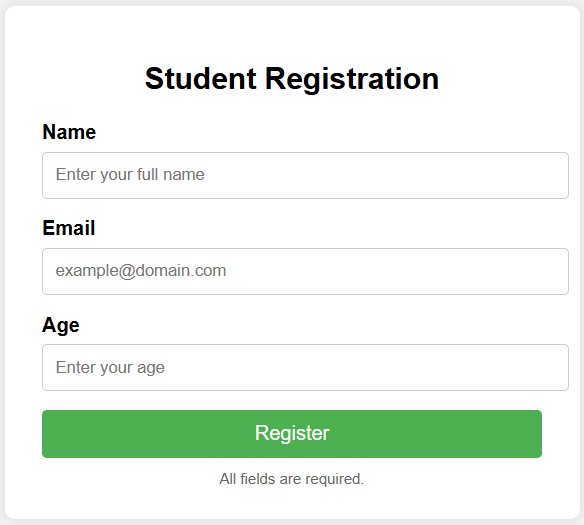 Student Registration
Name
Enter your full name
Email
example@domain.com
Age
Enter your age
Register
All fields are required.